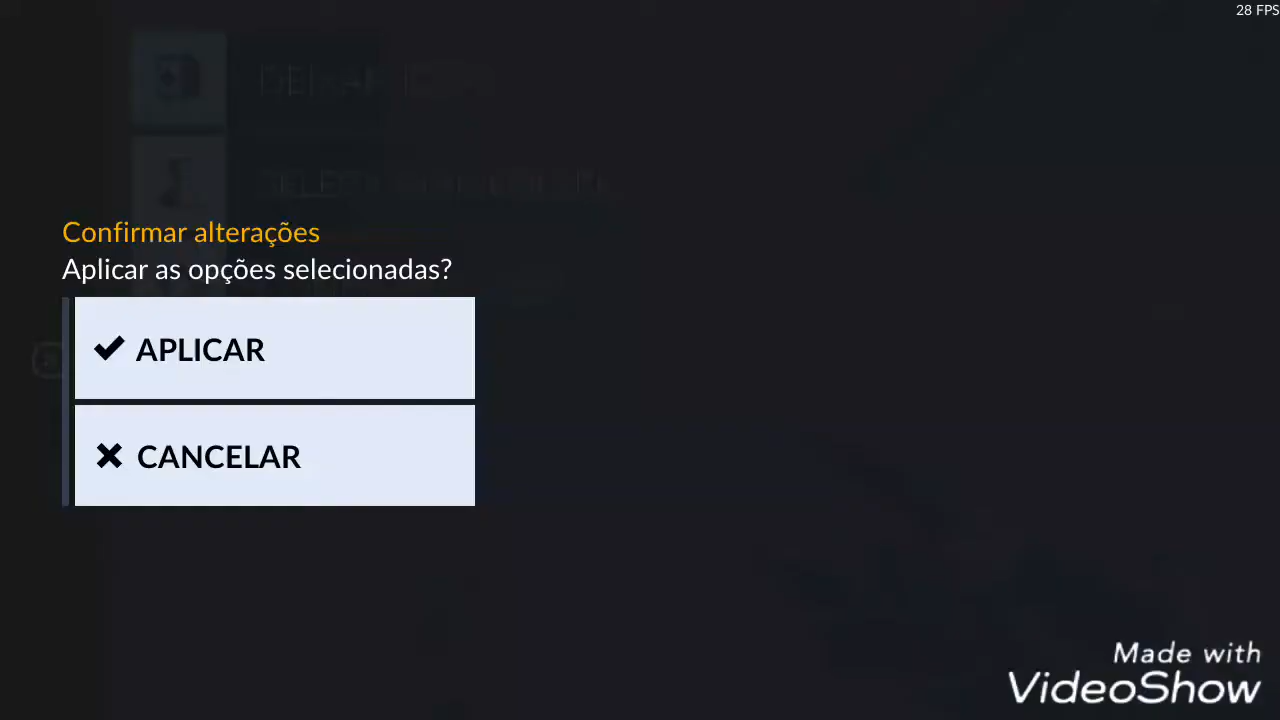 28 FPS
Confirmar alterações
Aplicar as opções selecionadas?
APLICAR
CANCELAR
Made with
VideoShow